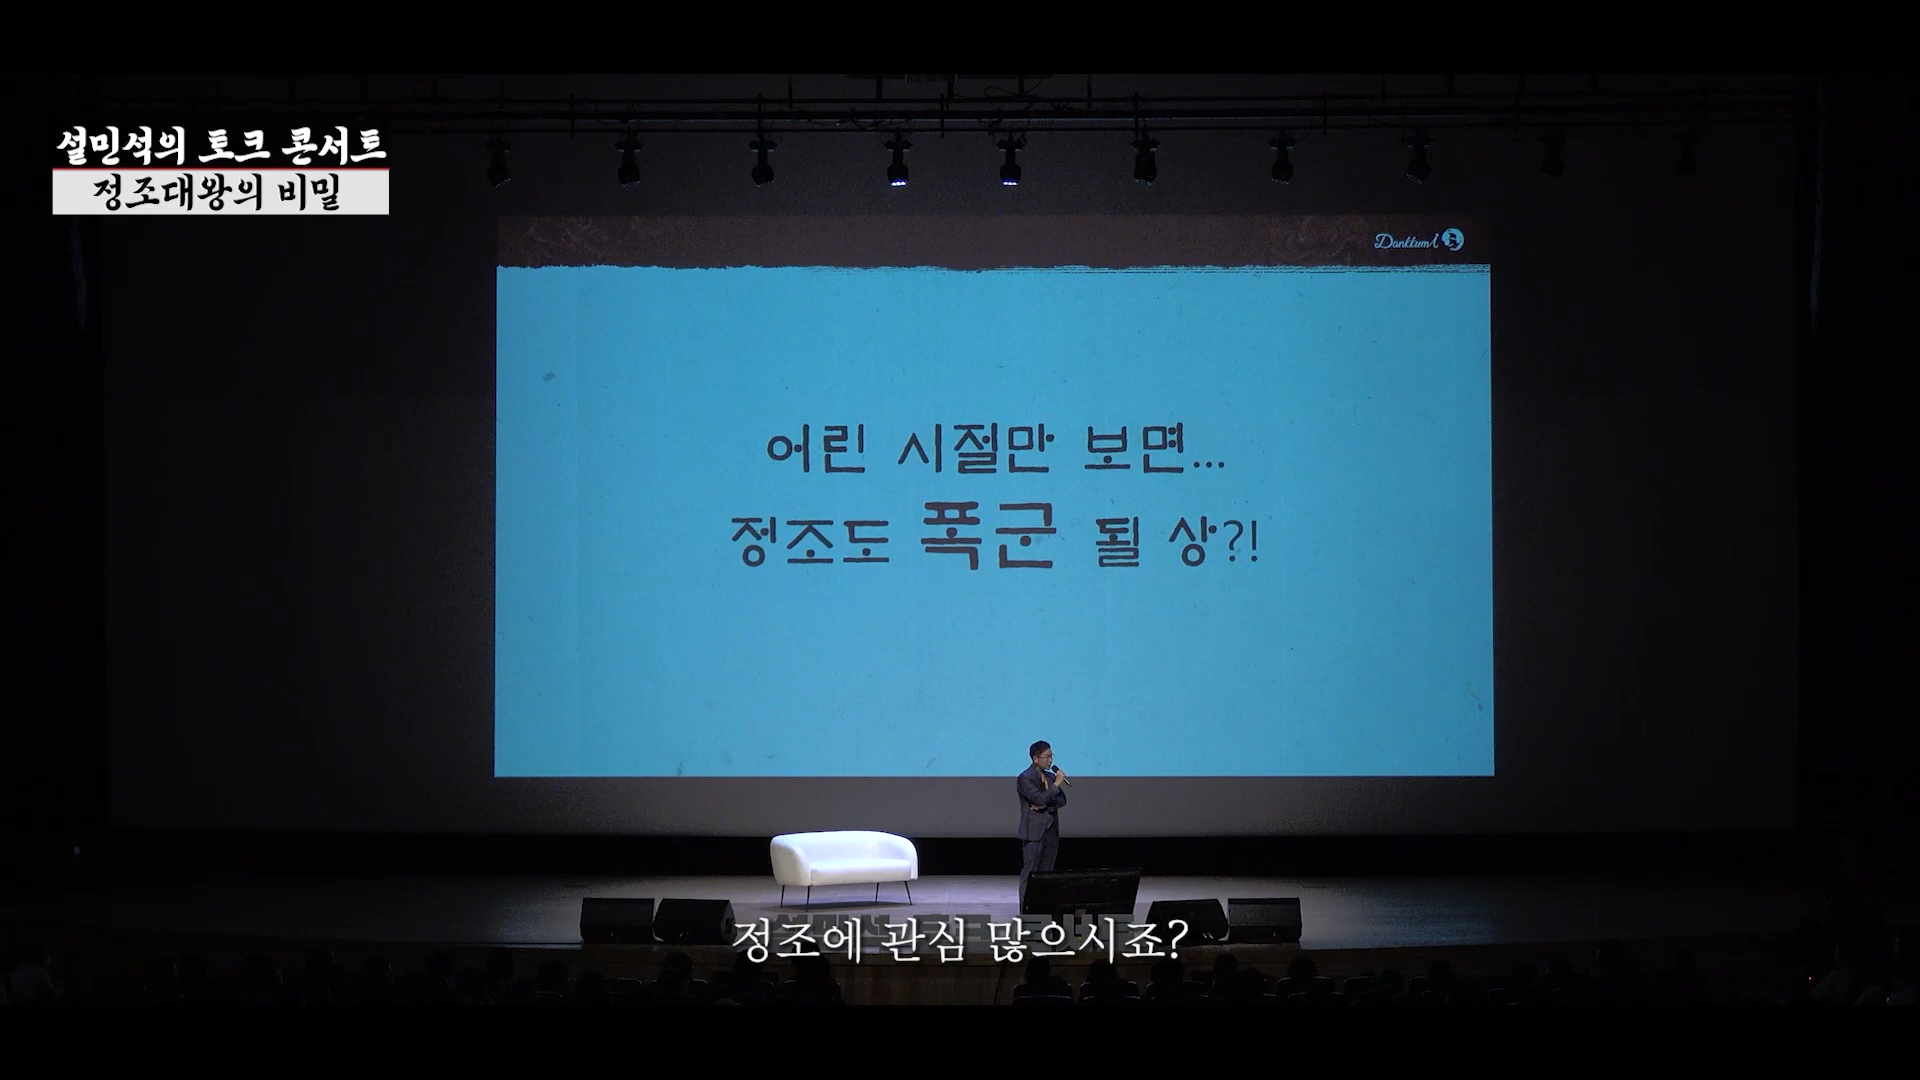 설민석의 토크 콘서트
정조대왕의 비밀
Dankkum i
어린 시절만 보면...
정조도 폭군 될 상?!
정조에 관심 많으시죠?